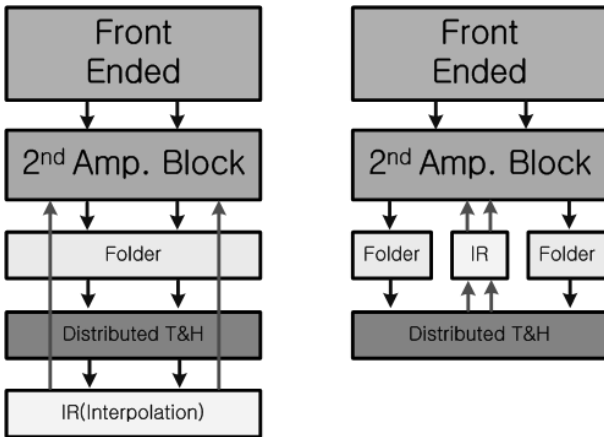 Front
Ended
2nd Amp. Block
Folder
Distributed T&H
IR(Interpolation)
Front
Ended
2nd Amp. Block
Folder
IR
Folder
Distributed T&H